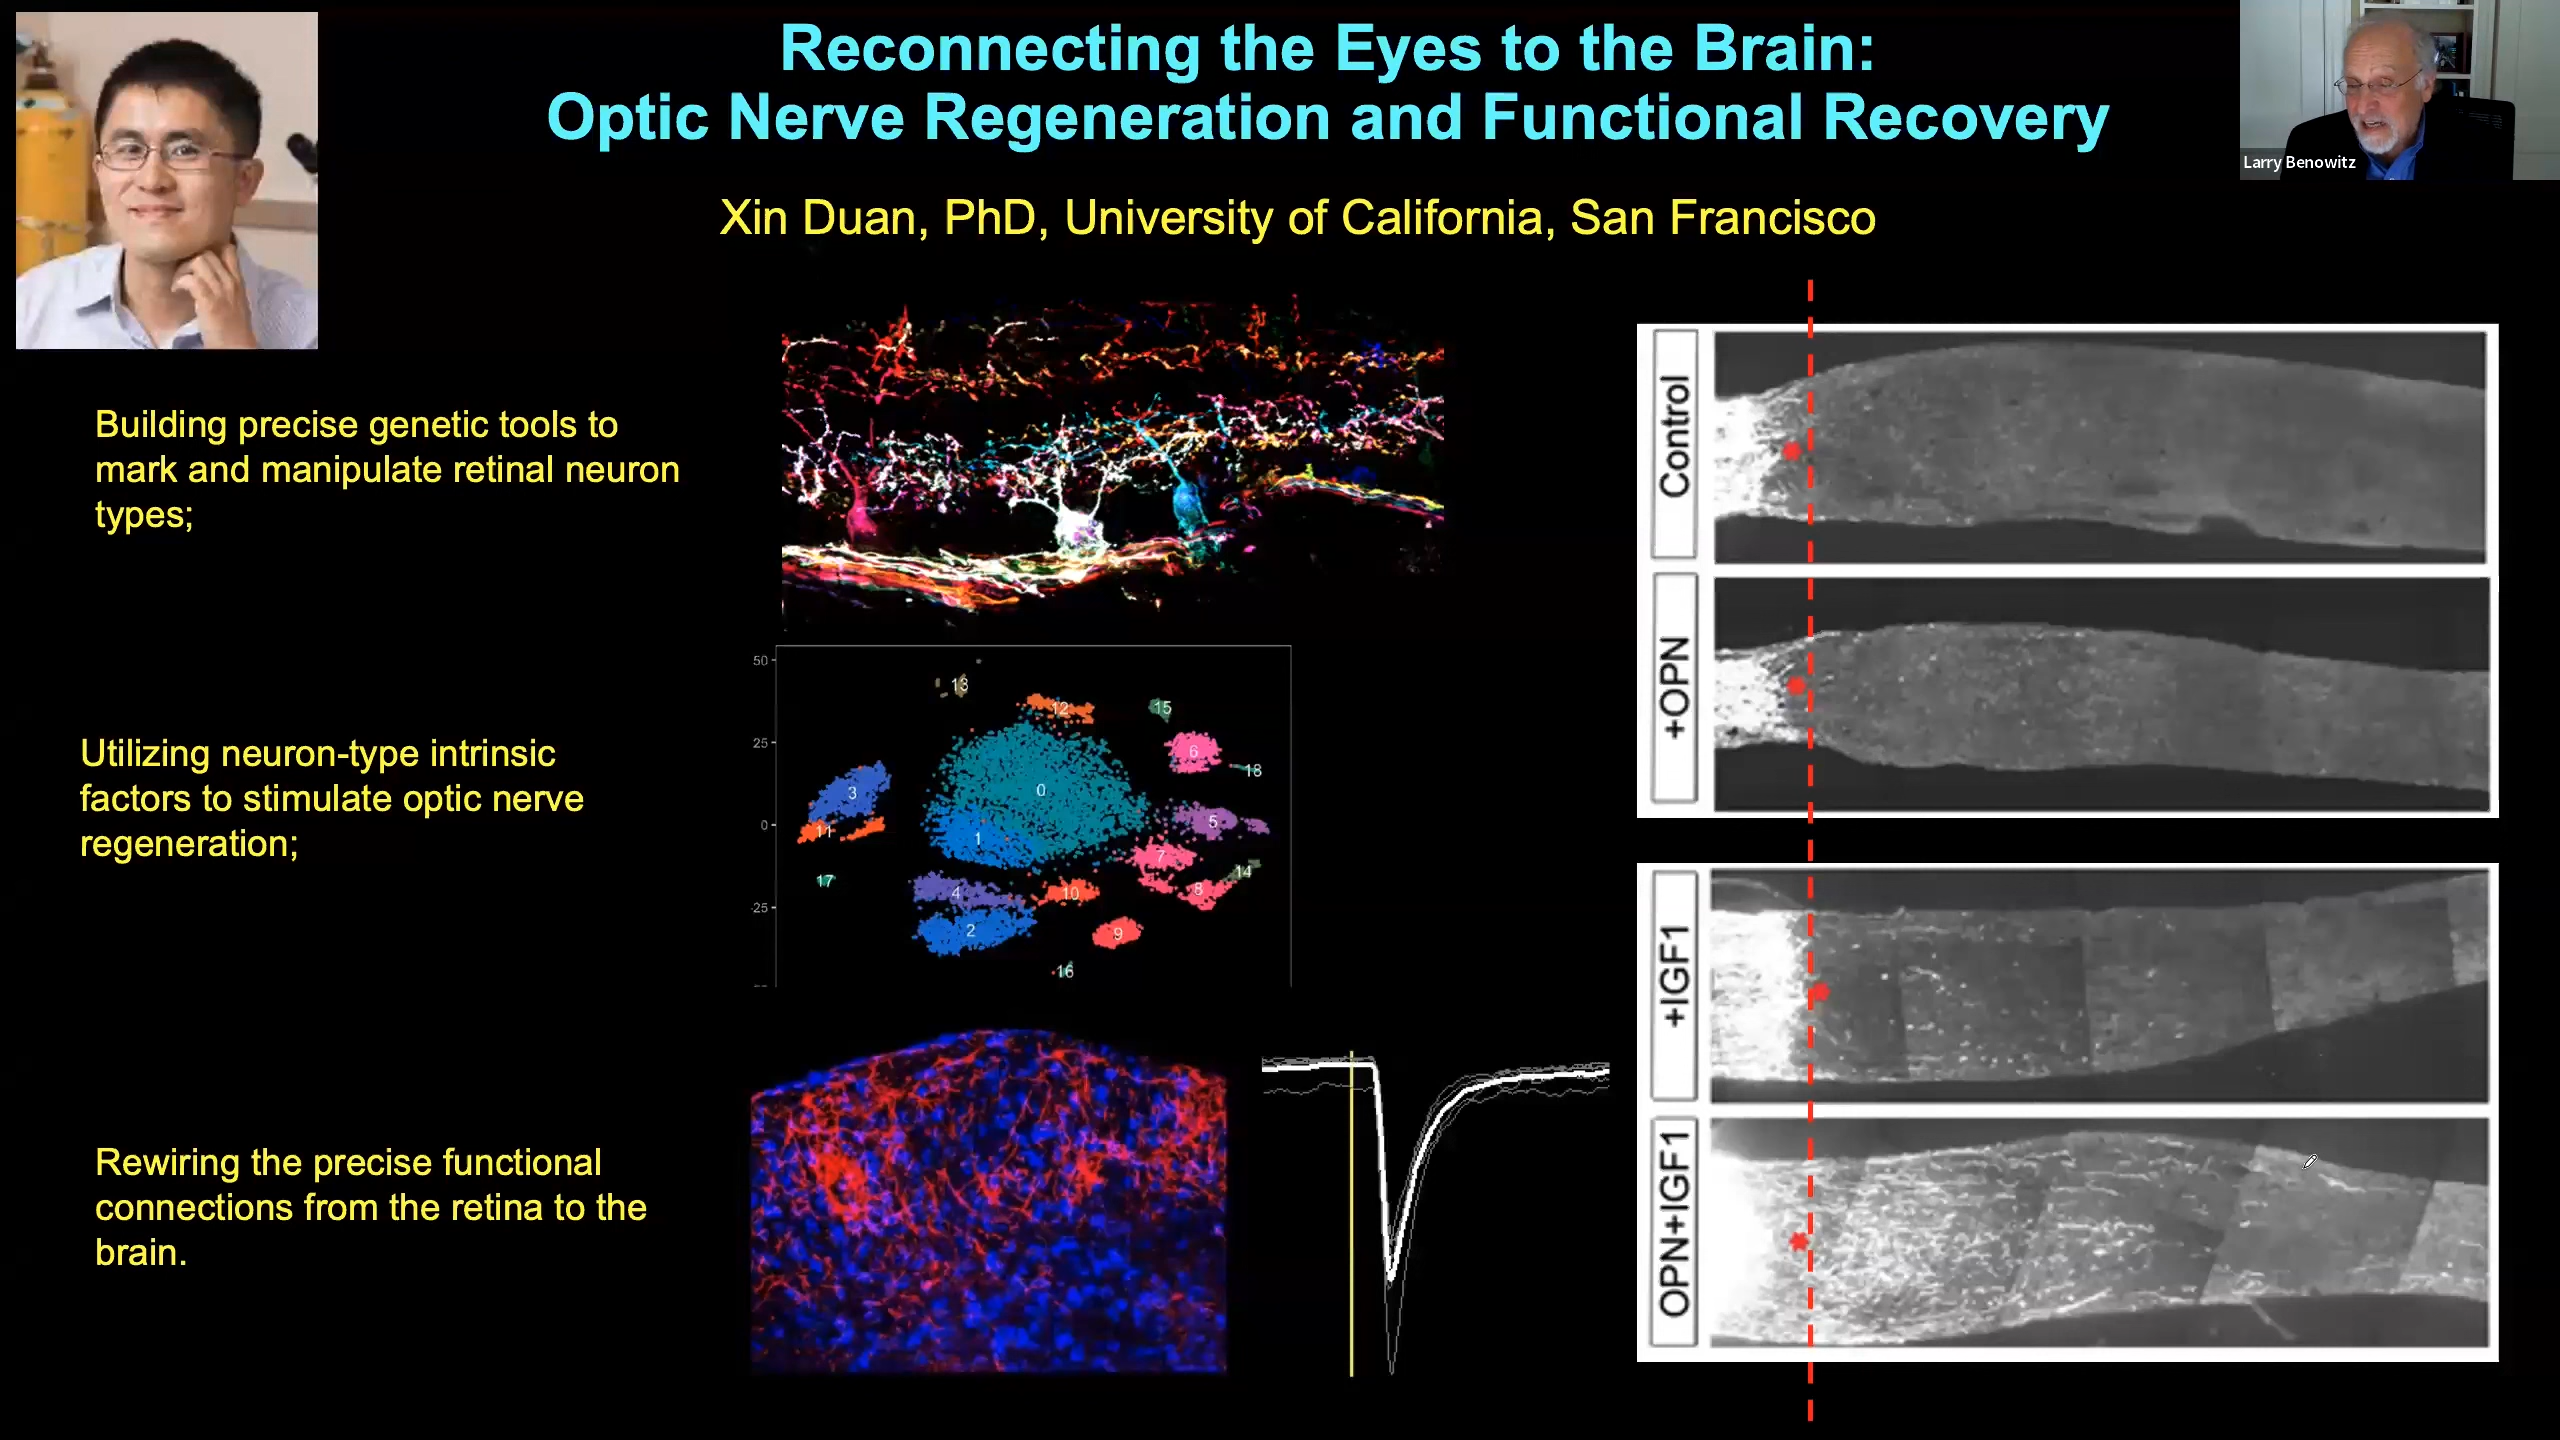 Reconnecting the Eyes to the Brain:
Optic Nerve Regeneration and Functional Recovery
Larry Benowitz
Xin Duan, PhD, University of California, San Francisco
Building precise genetic tools to
mark and manipulate retinal neuron
types;
Utilizing neuron-type intrinsic
factors to stimulate optic nerve
regeneration;
Rewiring the precise functional
connections from the retina to the
brain.
50
25
0
-25
13
12
15
6
18
3
0
11
5
1
7
14
17
4
10
8
2
9
16
Control
+OPN
+IGF1
OPN+IGF1